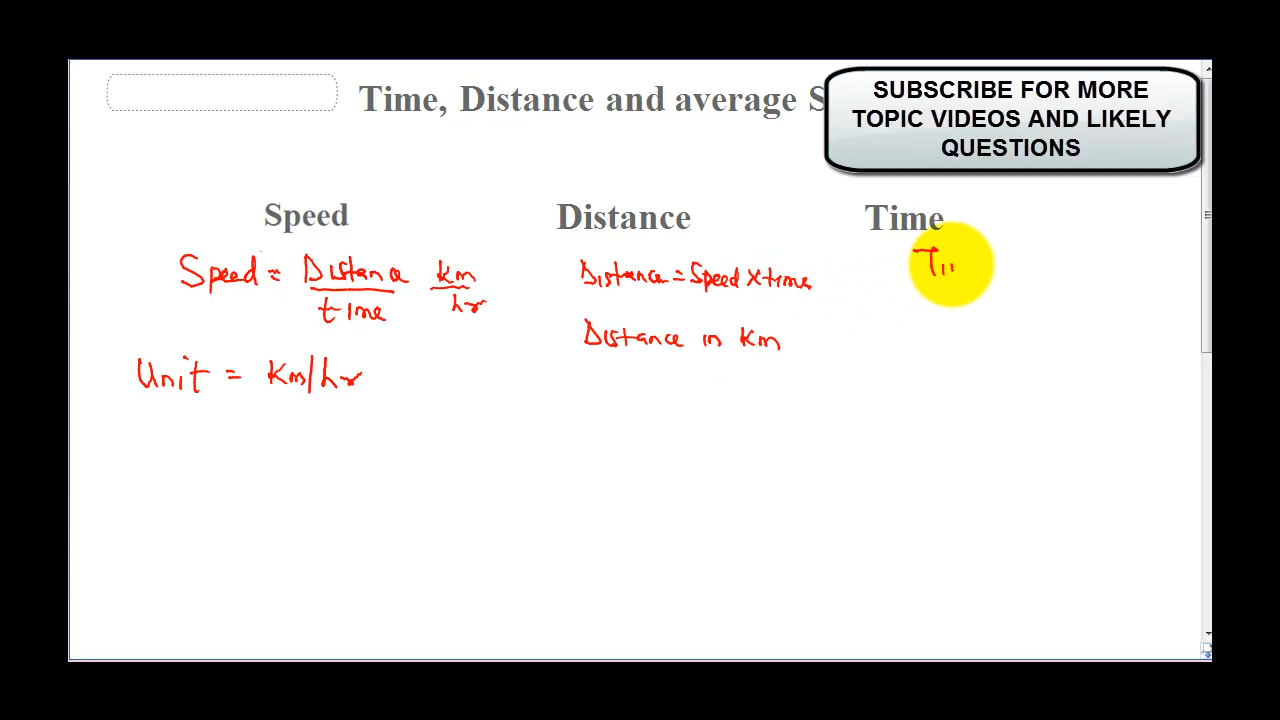 Time, Distance and average S
SUBSCRIBE FOR MORE
TOPIC VIDEOS AND LIKELY
QUESTIONS
Speed
Distance
Time
Speed = Distance km
time hr
Unit = Km/hr
Distance = Speed × time
Distance in Km